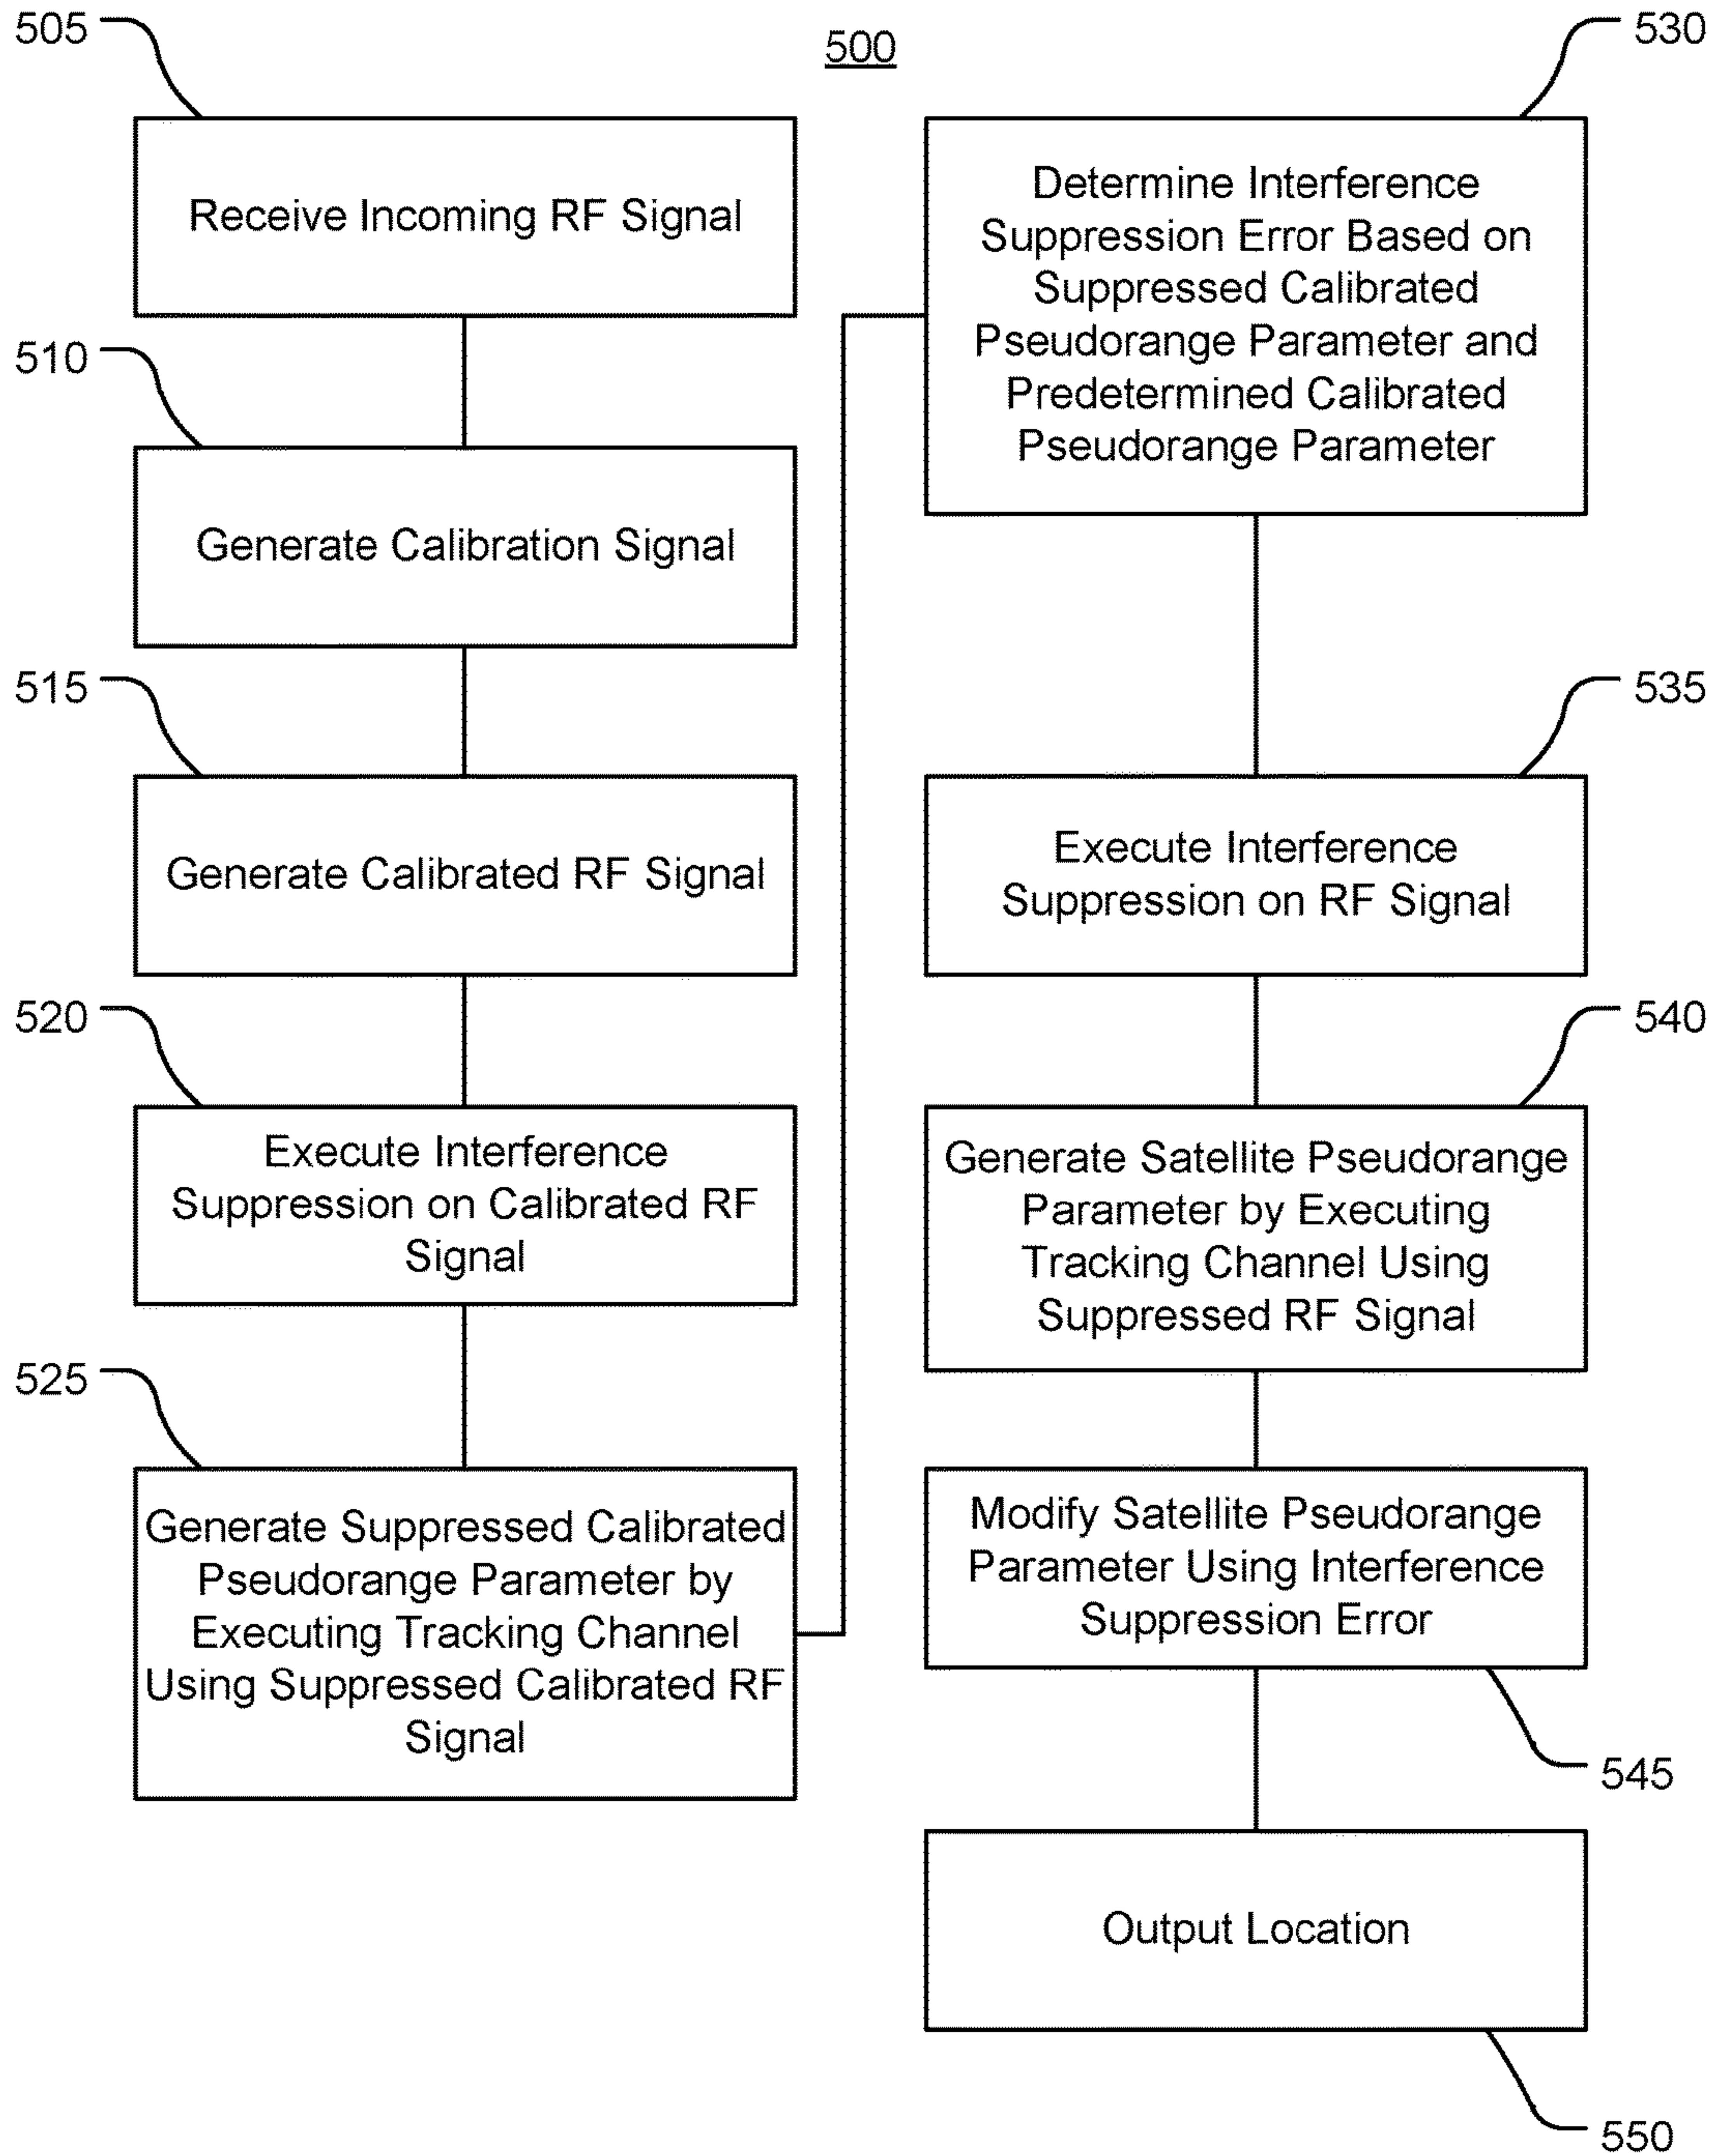 500
505
Receive Incoming RF Signal
510
Generate Calibration Signal
515
Generate Calibrated RF Signal
520
Execute Interference
Suppression on Calibrated RF
Signal
525
Generate Suppressed Calibrated
Pseudorange Parameter by
Executing Tracking Channel
Using Suppressed Calibrated RF
Signal
530
Determine Interference
Suppression Error Based on
Suppressed Calibrated
Pseudorange Parameter and
Predetermined Calibrated
Pseudorange Parameter
535
Execute Interference
Suppression on RF Signal
540
Generate Satellite Pseudorange
Parameter by Executing
Tracking Channel Using
Suppressed RF Signal
Modify Satellite Pseudorange
Parameter Using Interference
Suppression Error
545
Output Location
550